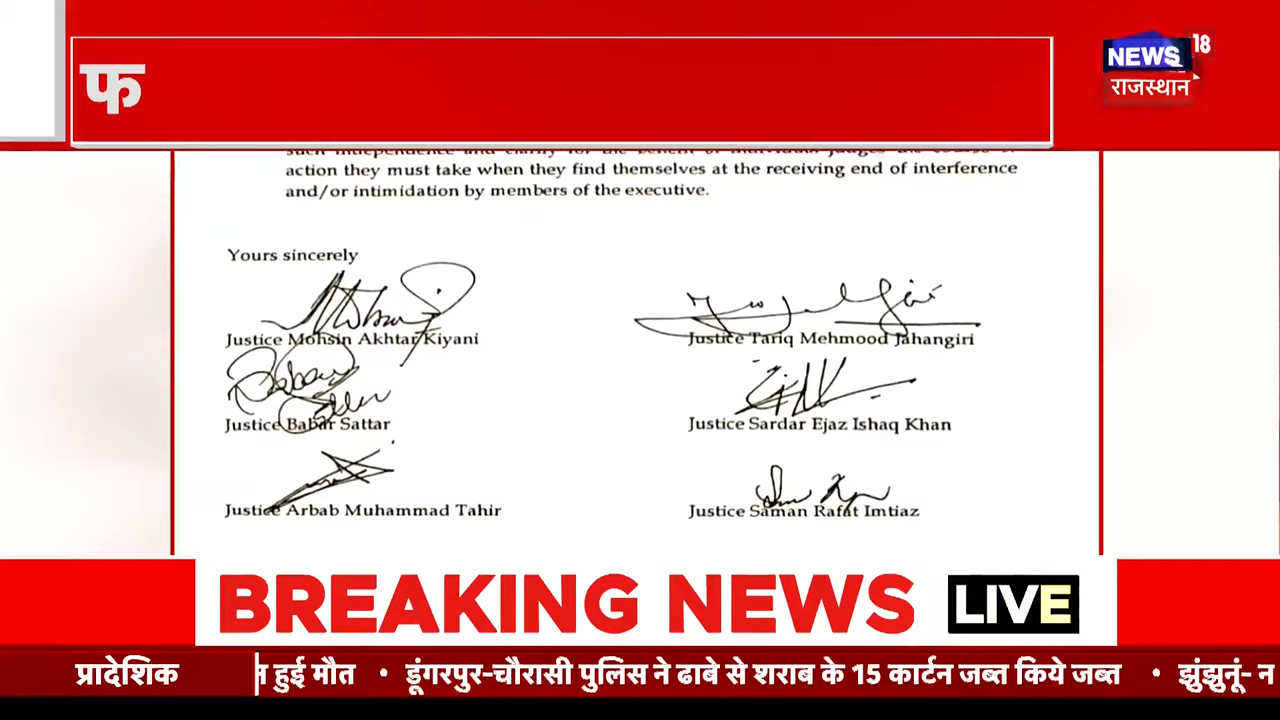 फ
NEWS 18
राजस्थान
action they must take when they find themselves at the receiving end of interference
and/or intimidation by members of the executive.
Yours sincerely
Justice Mohsin Akhtar Kiyani
Justice Tariq Mehmood Jahangiri
Justice Babar Sattar
Justice Sardar Ejaz Ishaq Khan
Justice Arbab Muhammad Tahir
Justice Saman Rafat Imtiaz
BREAKING NEWS LIVE
प्रादेशिक हुई मौत • डूंगरपुर-चौरासी पुलिस ने ढाबे से शराब के 15 कार्टन जब्त किये जब्त • झुंझुनूं- न